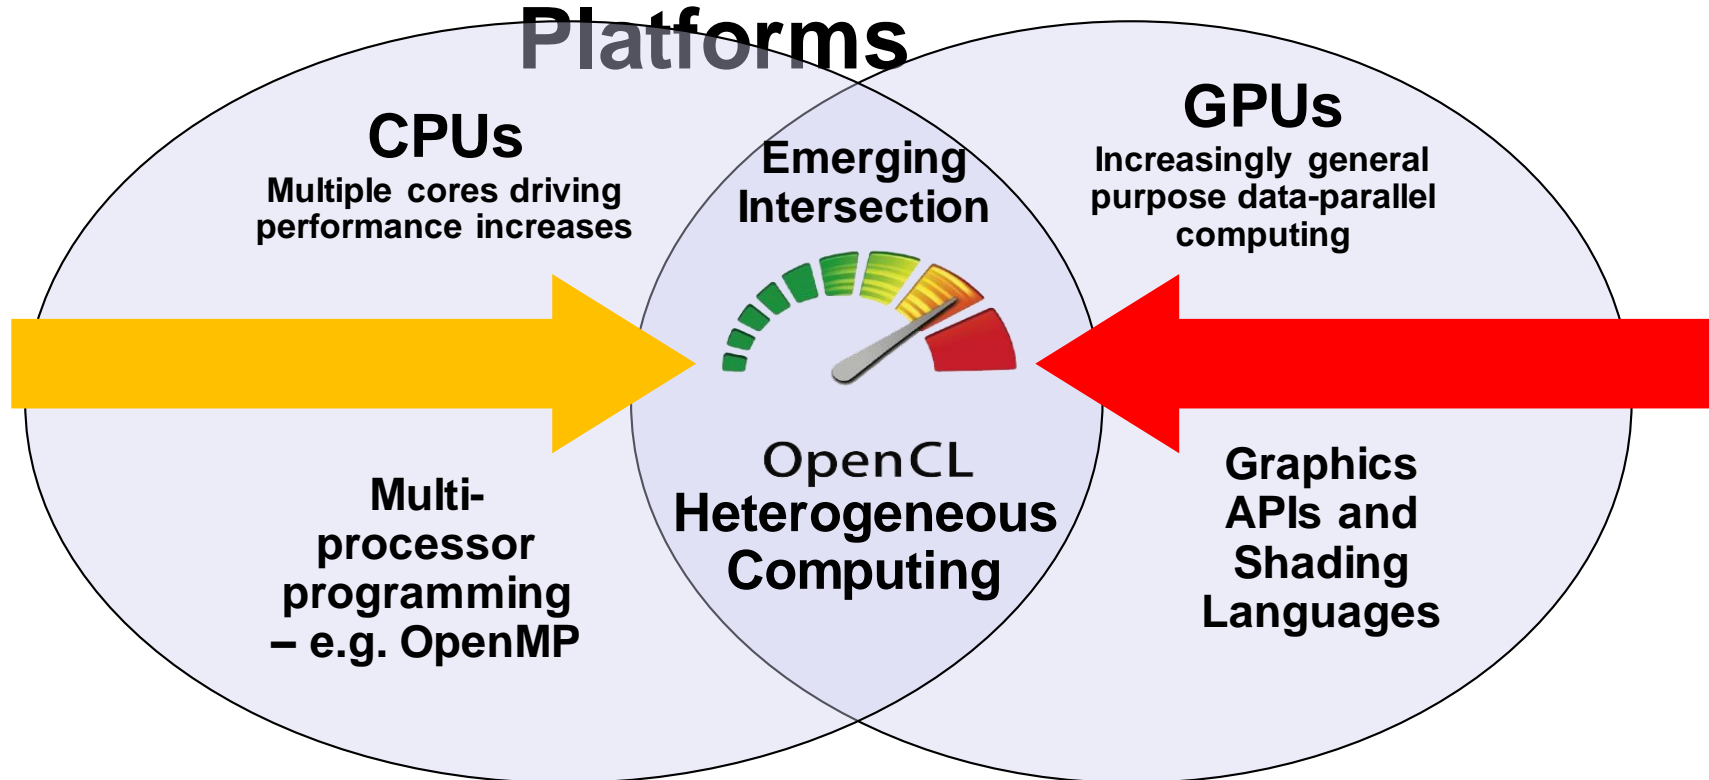 Platforms
CPUs
Multiple cores driving
performance increases
Emerging
Intersection
GPUs
Increasingly general
purpose data-parallel
computing
Multi-
processor
programming
– e.g. OpenMP
OpenCL
Heterogeneous
Computing
Graphics
APIs and
Shading
Languages